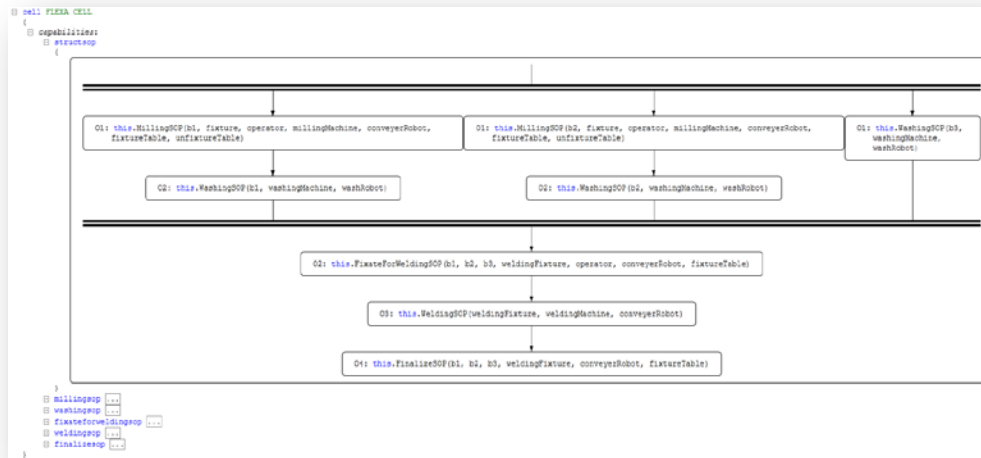 cell FLEXA CELL
{
capabilities:
structsop
{
O1: this.MillingSOP(b1, fixture, operator, millingMachine, conveyerRobot,
fixtureTable, unfixtureTable)
O1: this.MillingSOP(b2, fixture, operator, millingMachine, conveyerRobot,
fixtureTable, unfixtureTable)
O1: this.WashingSOP(b3,
washingMachine,
washRobot)
O2: this.WashingSOP(b1, washingMachine, washRobot)
O2: this.WashingSOP(b2, washingMachine, washRobot)
O2: this.FixateForWeldingSOP(b1, b2, b3, weldingFixture, operator, conveyerRobot, fixtureTable)
O3: this.WeldingSOP(weldingFixture, weldingMachine, conveyerRobot)
O4: this.FinalizeSOP(b1, b2, b3, weldingFixture, conveyerRobot, fixtureTable)
}
millingsop ...
washingsop ...
fixateforweldingsop ...
weldingsop ...
finalizesop ...
}